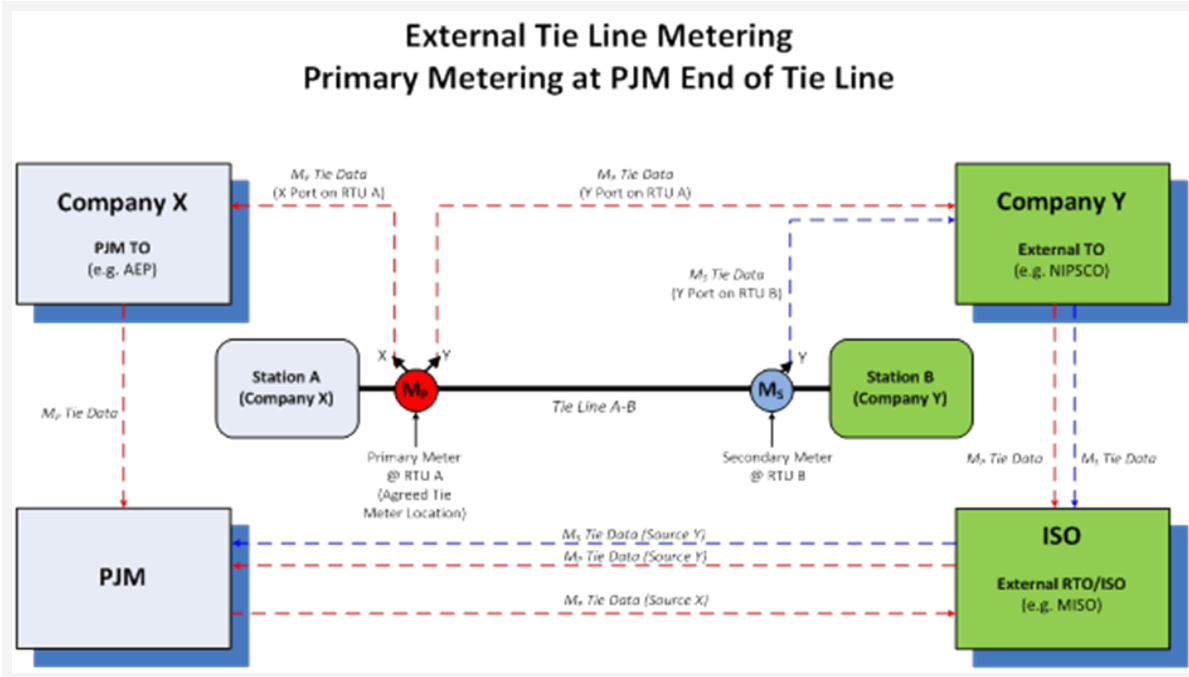 External Tie Line Metering
Primary Metering at PJM End of Tie Line
Company X
PJM TO
(e.g. AEP)
Mₚ Tie Data
(X Port on RTU A)
Mₚ Tie Data
(Y Port on RTU A)
Company Y
External TO
(e.g. NIPSCO)
Mₛ Tie Data
(Y Port on RTU B)
Station A
(Company X)
X
Mₚ
Y
Tie Line A-B
Mₛ
Y
Station B
(Company Y)
Mₚ Tie Data
Primary Meter
@ RTU A
(Agreed Tie
Meter Location)
Secondary Meter
@ RTU B
Mₚ Tie Data
Mₛ Tie Data
PJM
Mₛ Tie Data (Source Y)
Mₚ Tie Data (Source Y)
Mₚ Tie Data (Source X)
ISO
External RTO/ISO
(e.g. MISO)